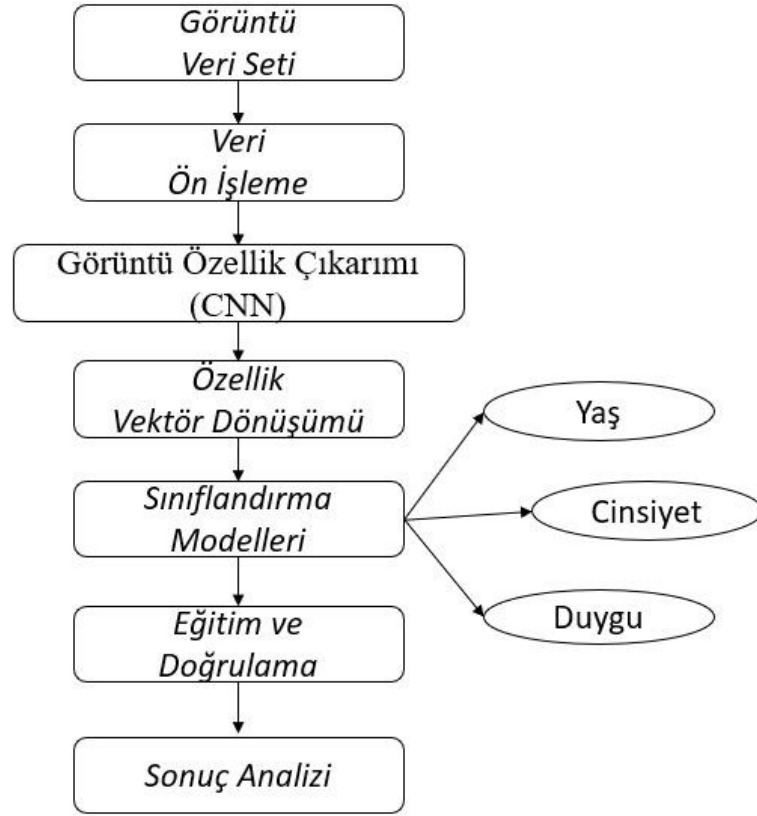 Görüntü
Veri Seti
Veri
Ön İşleme
Görüntü Özellik Çıkarımı
(CNN)
Özellik
Vektör Dönüşümü
Sınıflandırma
Modelleri
Yaş
Cinsiyet
Duygu
Eğitim ve
Doğrulama
Sonuç Analizi